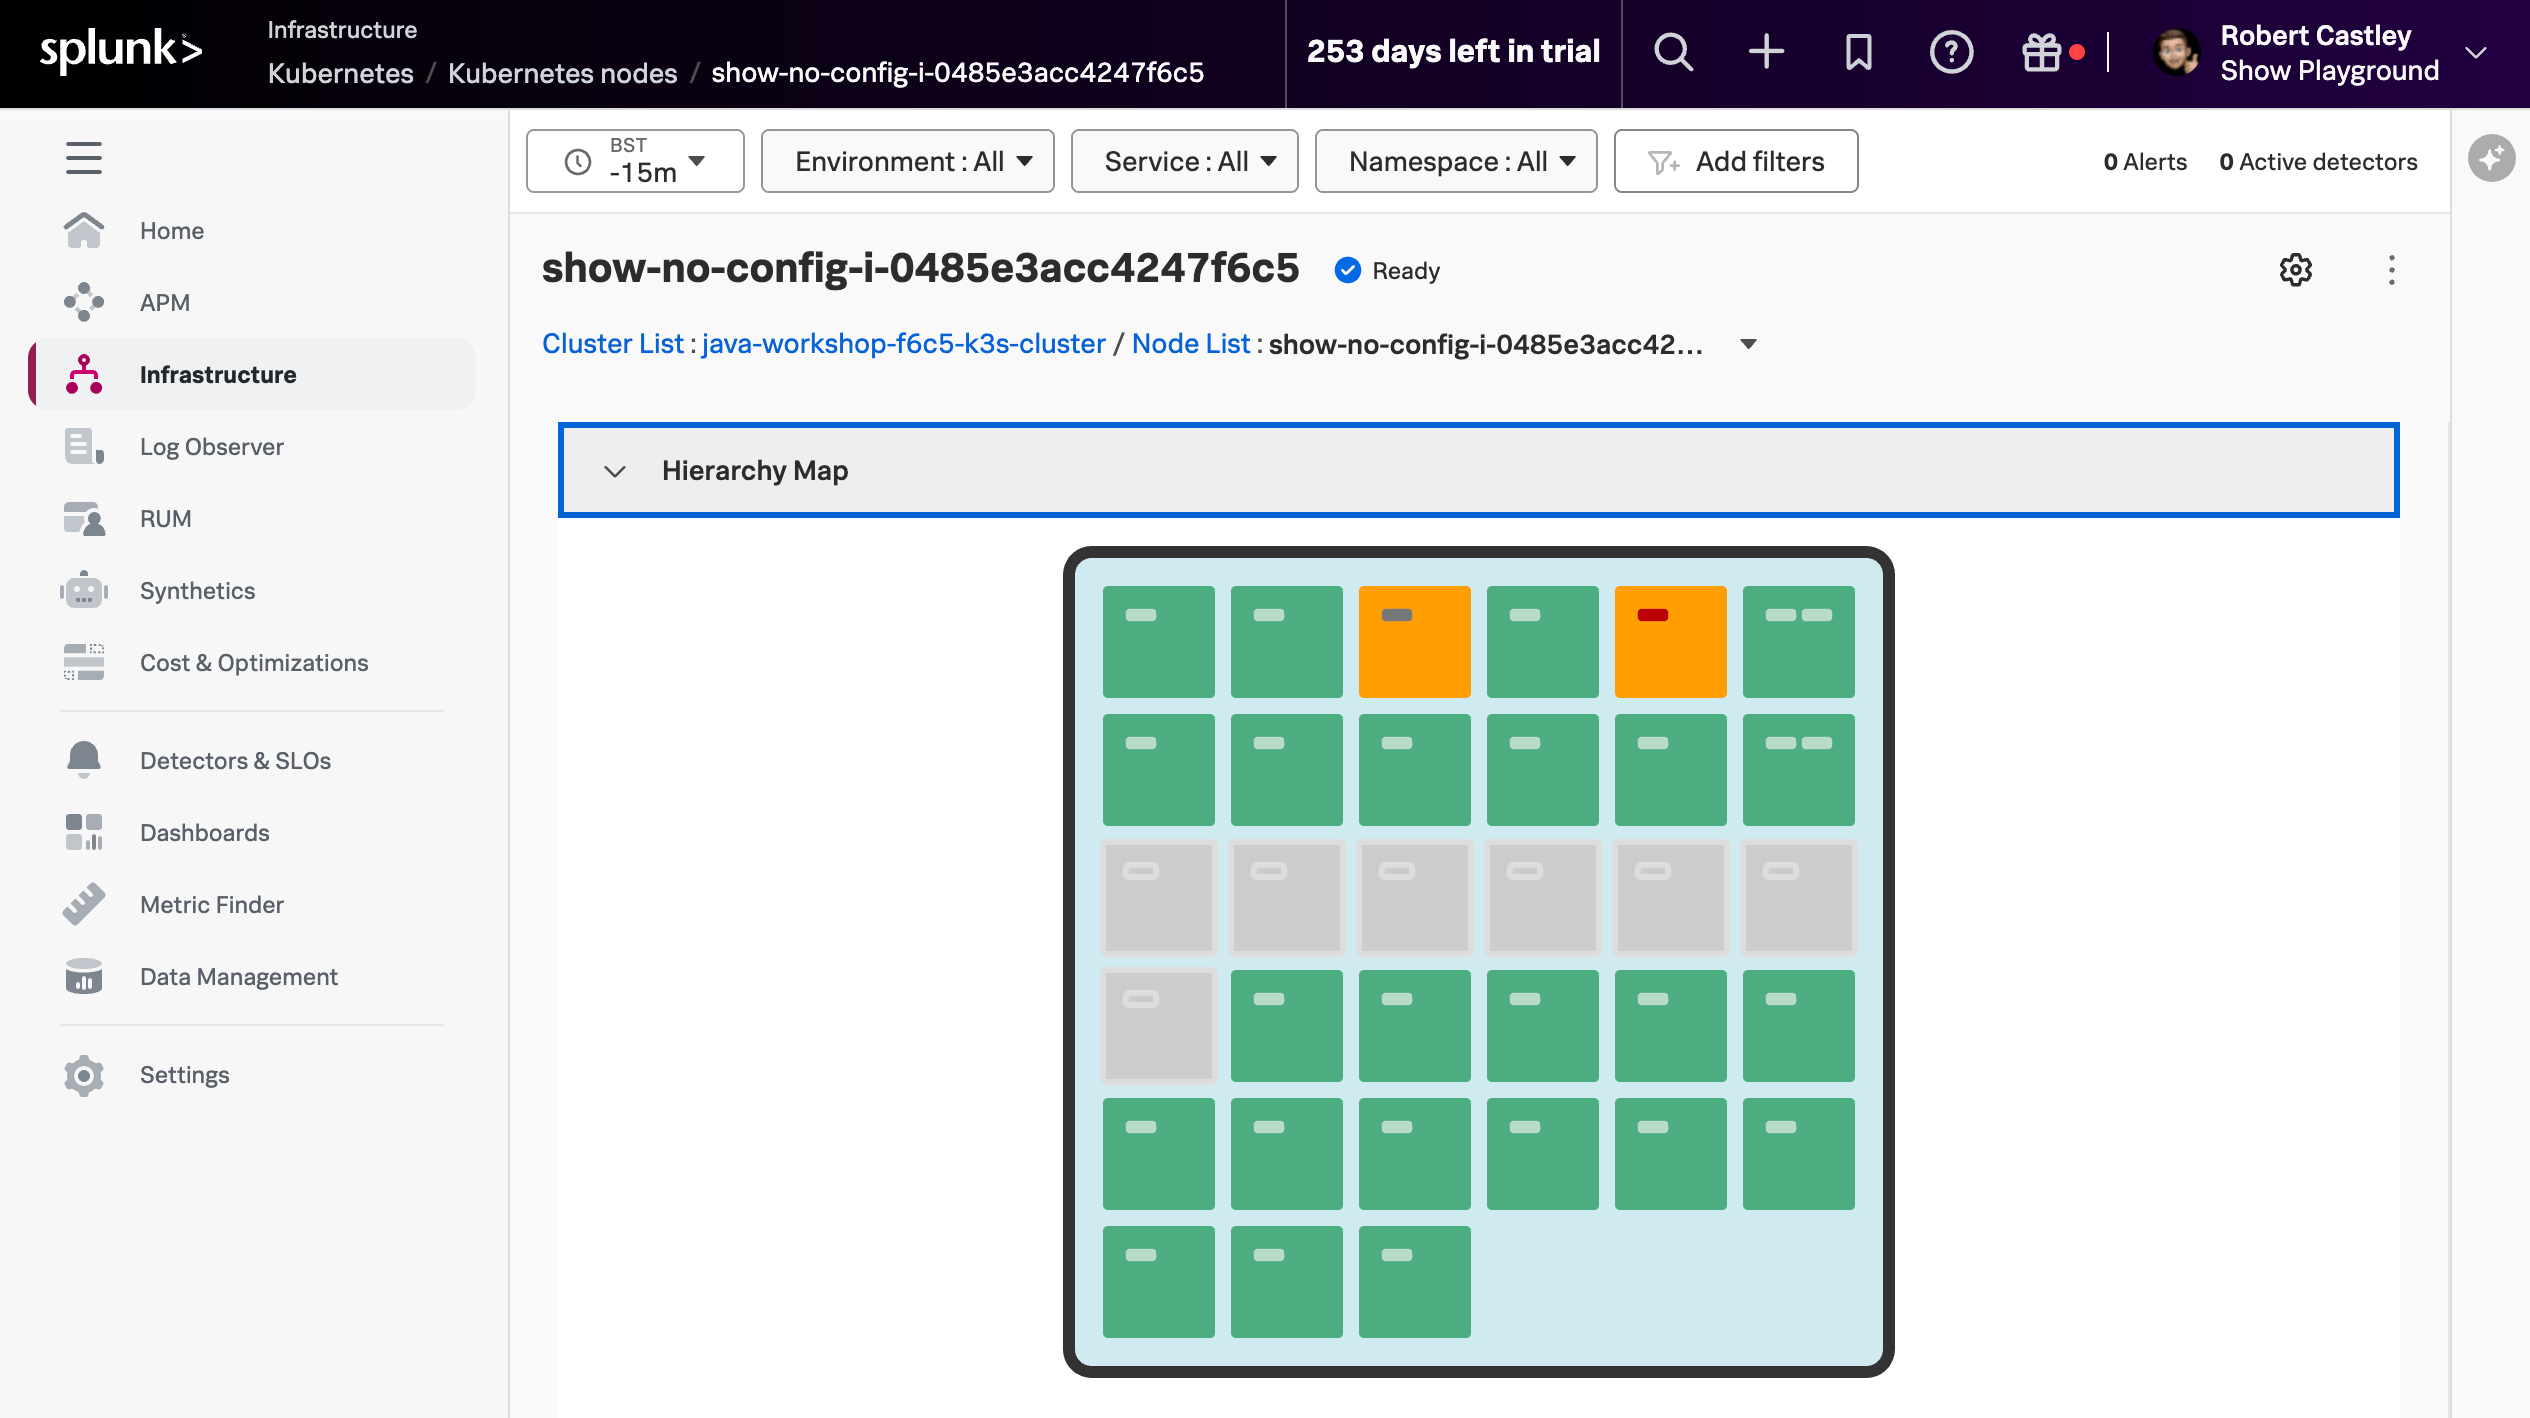 splunk>
Infrastructure
Kubernetes / Kubernetes nodes / show-no-config-i-0485e3acc4247f6c5
253 days left in trial
Robert Castley
Show Playground
Home
APM
Infrastructure
Log Observer
RUM
Synthetics
Cost & Optimizations
Detectors & SLOs
Dashboards
Metric Finder
Data Management
Settings
BST
-15m
Environment : All
Service : All
Namespace : All
Add filters
0 Alerts
0 Active detectors
show-no-config-i-0485e3acc4247f6c5
Ready
Cluster List : java-workshop-f6c5-k3s-cluster / Node List : show-no-config-i-0485e3acc42...
Hierarchy Map